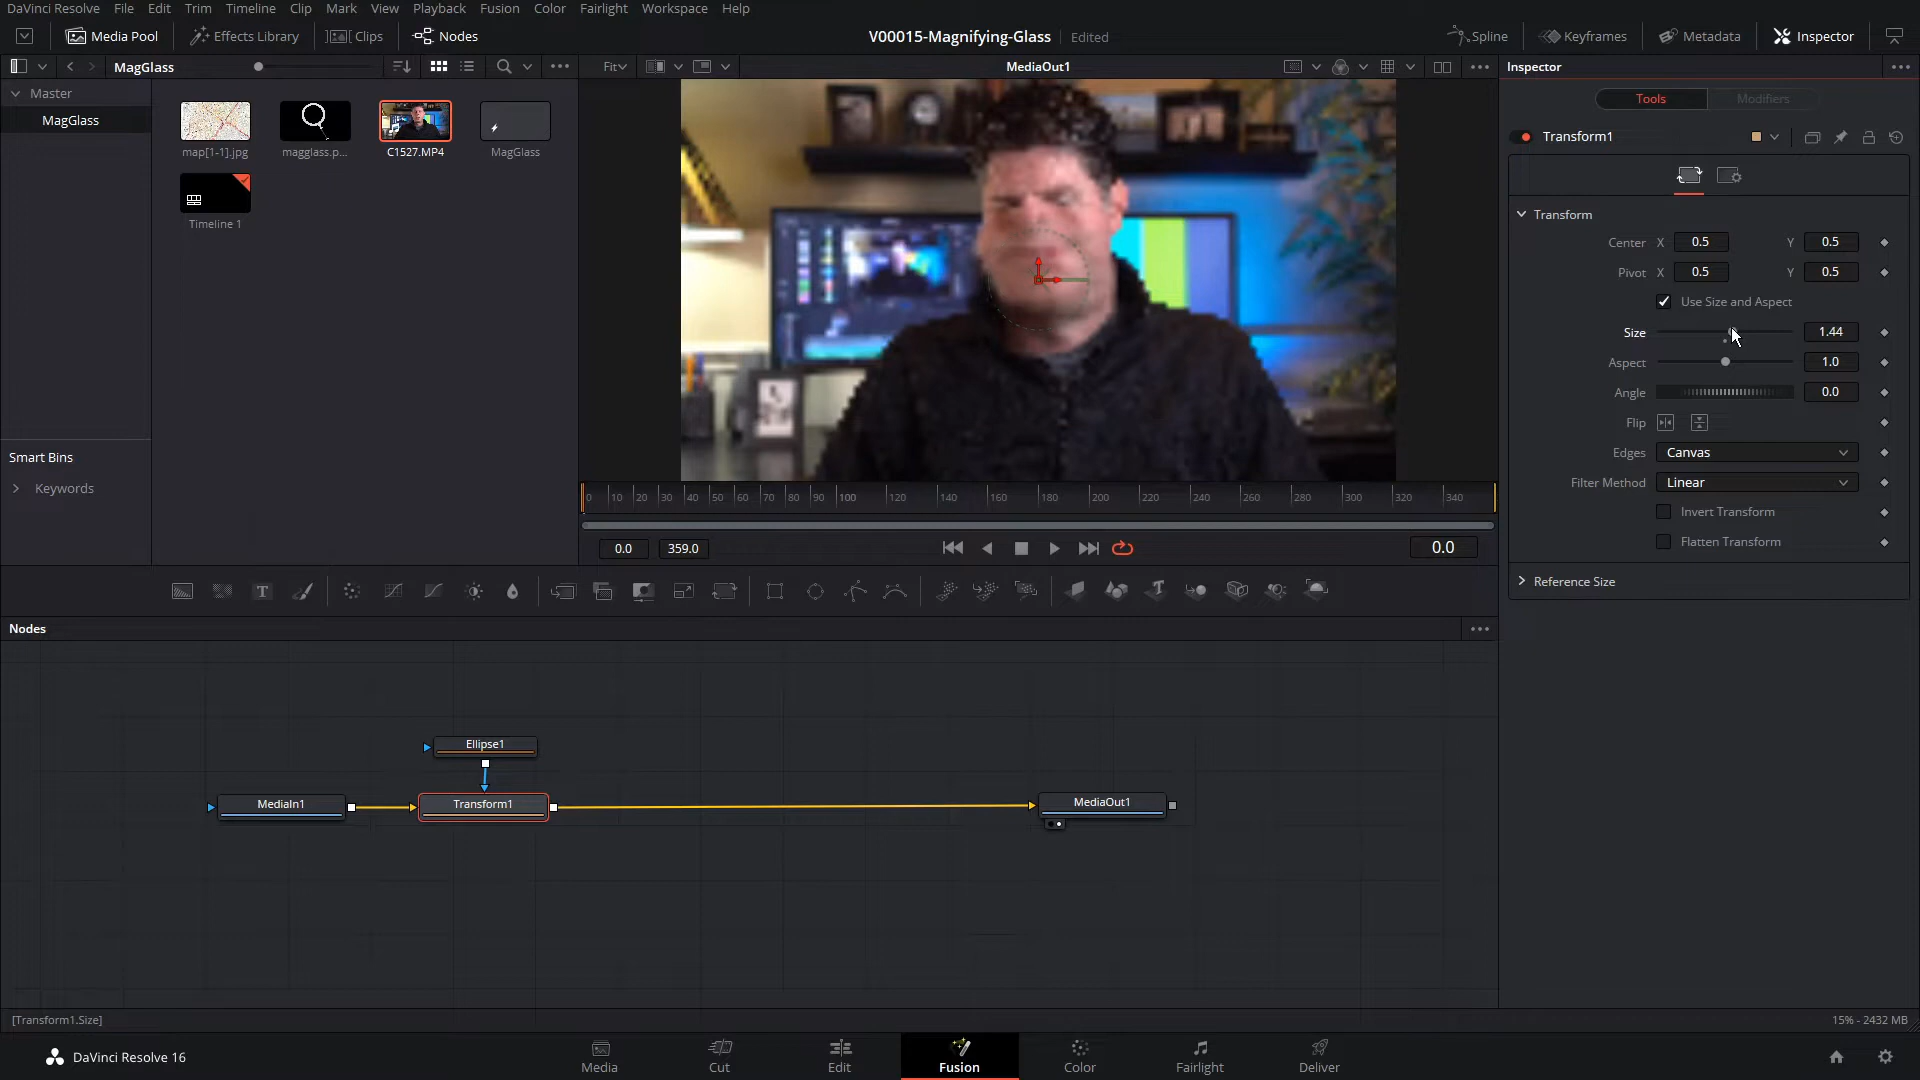 DaVinci Resolve File Edit Trim Timeline Clip Mark View Playback Fusion Color Fairlight Workspace Help
Media Pool Effects Library Clips Nodes V00015-Magnifying-Glass Edited Spline Keyframes Metadata Inspector
MagGlass Fit MediaOut1 Inspector
Master
MagGlass
map[1-1].jpg magglass.p... C1527.MP4 MagGlass
Timeline 1
Smart Bins
Keywords
Tools Modifiers
Transform1
Transform
Center X 0.5 Y 0.5
Pivot X 0.5 Y 0.5
Use Size and Aspect
Size 1.44
Aspect 1.0
Angle 0.0
Flip
Edges Canvas
Filter Method Linear
Invert Transform
Flatten Transform
Reference Size
0 10 20 30 40 50 60 70 80 90 100 120 140 160 180 200 220 240 260 280 300 320 340
0.0 359.0 0.0
Nodes
Ellipse1
MediaIn1 Transform1 MediaOut1
[Transform1.Size] 15% - 2432 MB
DaVinci Resolve 16 Media Cut Edit Fusion Color Fairlight Deliver